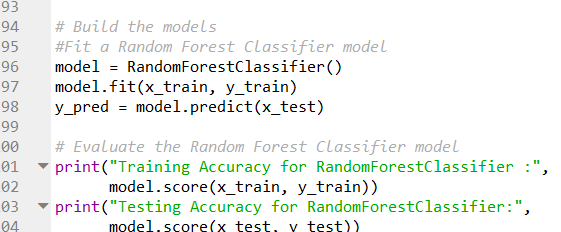 93
94 # Build the models
95 #Fit a Random Forest Classifier model
96 model = RandomForestClassifier()
97 model.fit(x_train, y_train)
98 y_pred = model.predict(x_test)
99
00 # Evaluate the Random Forest Classifier model
01 print("Training Accuracy for RandomForestClassifier :",
02 model.score(x_train, y_train))
03 print("Testing Accuracy for RandomForestClassifier:",
04 model.score(x_test, y_test))